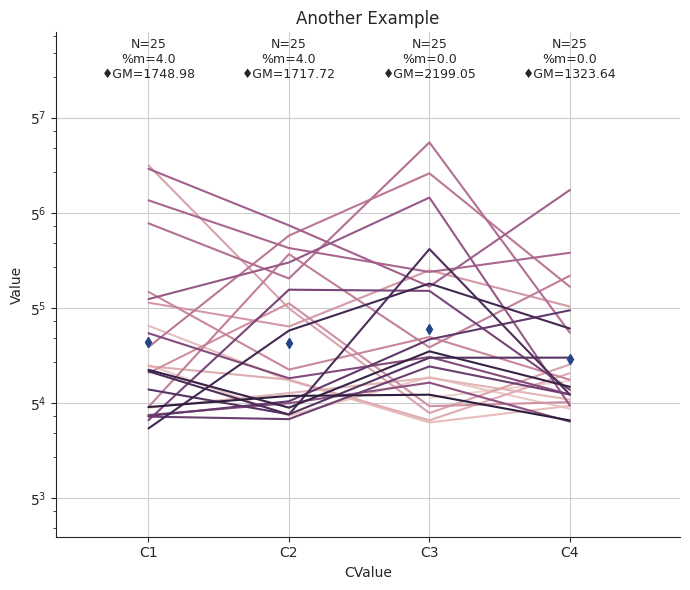 Another Example
N=25 N=25 N=25 N=25
%m=4.0 %m=4.0 %m=0.0 %m=0.0
♦GM=1748.98 ♦GM=1717.72 ♦GM=2199.05 ♦GM=1323.64
5⁷
5⁶
5⁵
5⁴
5³
Value
C1 C2 C3 C4
CValue